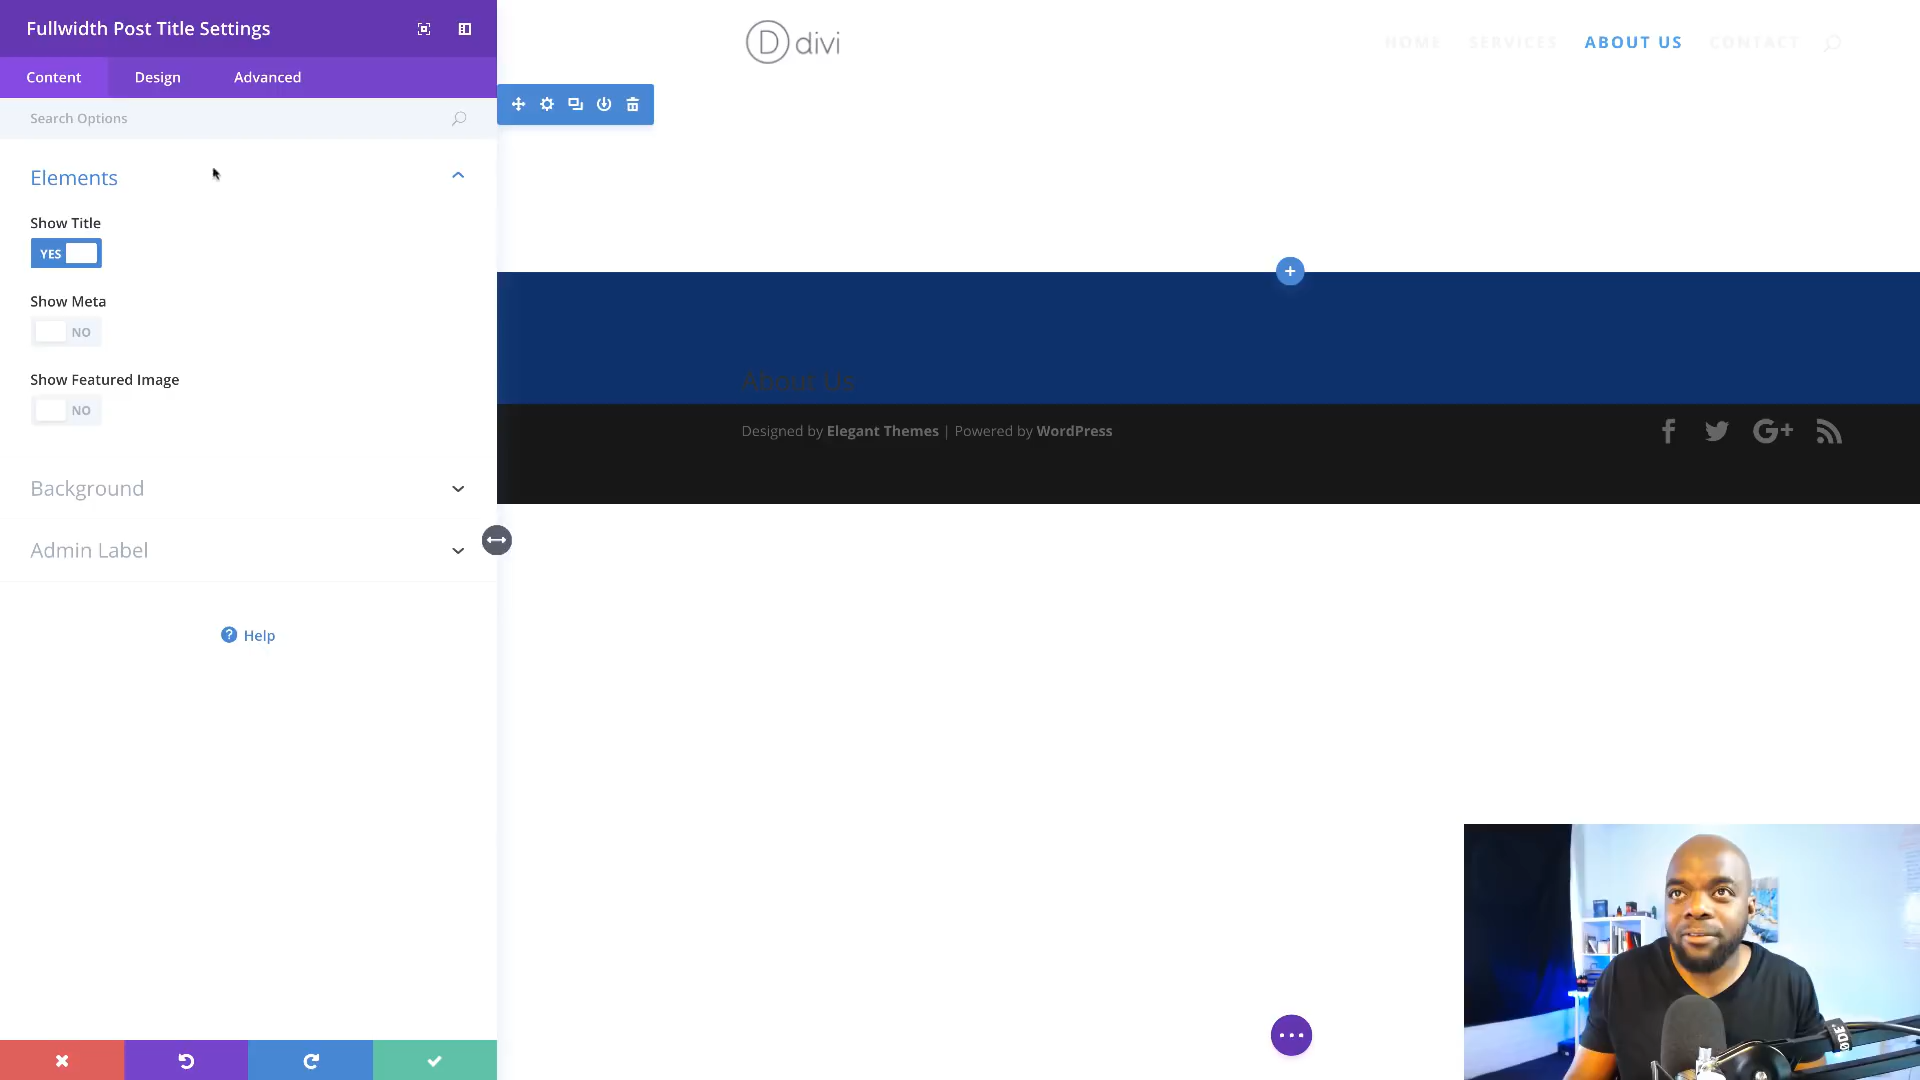 Fullwidth Post Title Settings
Content Design Advanced
Search Options
Elements
Show Title
YES
Show Meta
NO
Show Featured Image
NO
Background
Admin Label
? Help
D divi
HOME SERVICES ABOUT US CONTACT
About Us
Designed by Elegant Themes | Powered by WordPress
G+